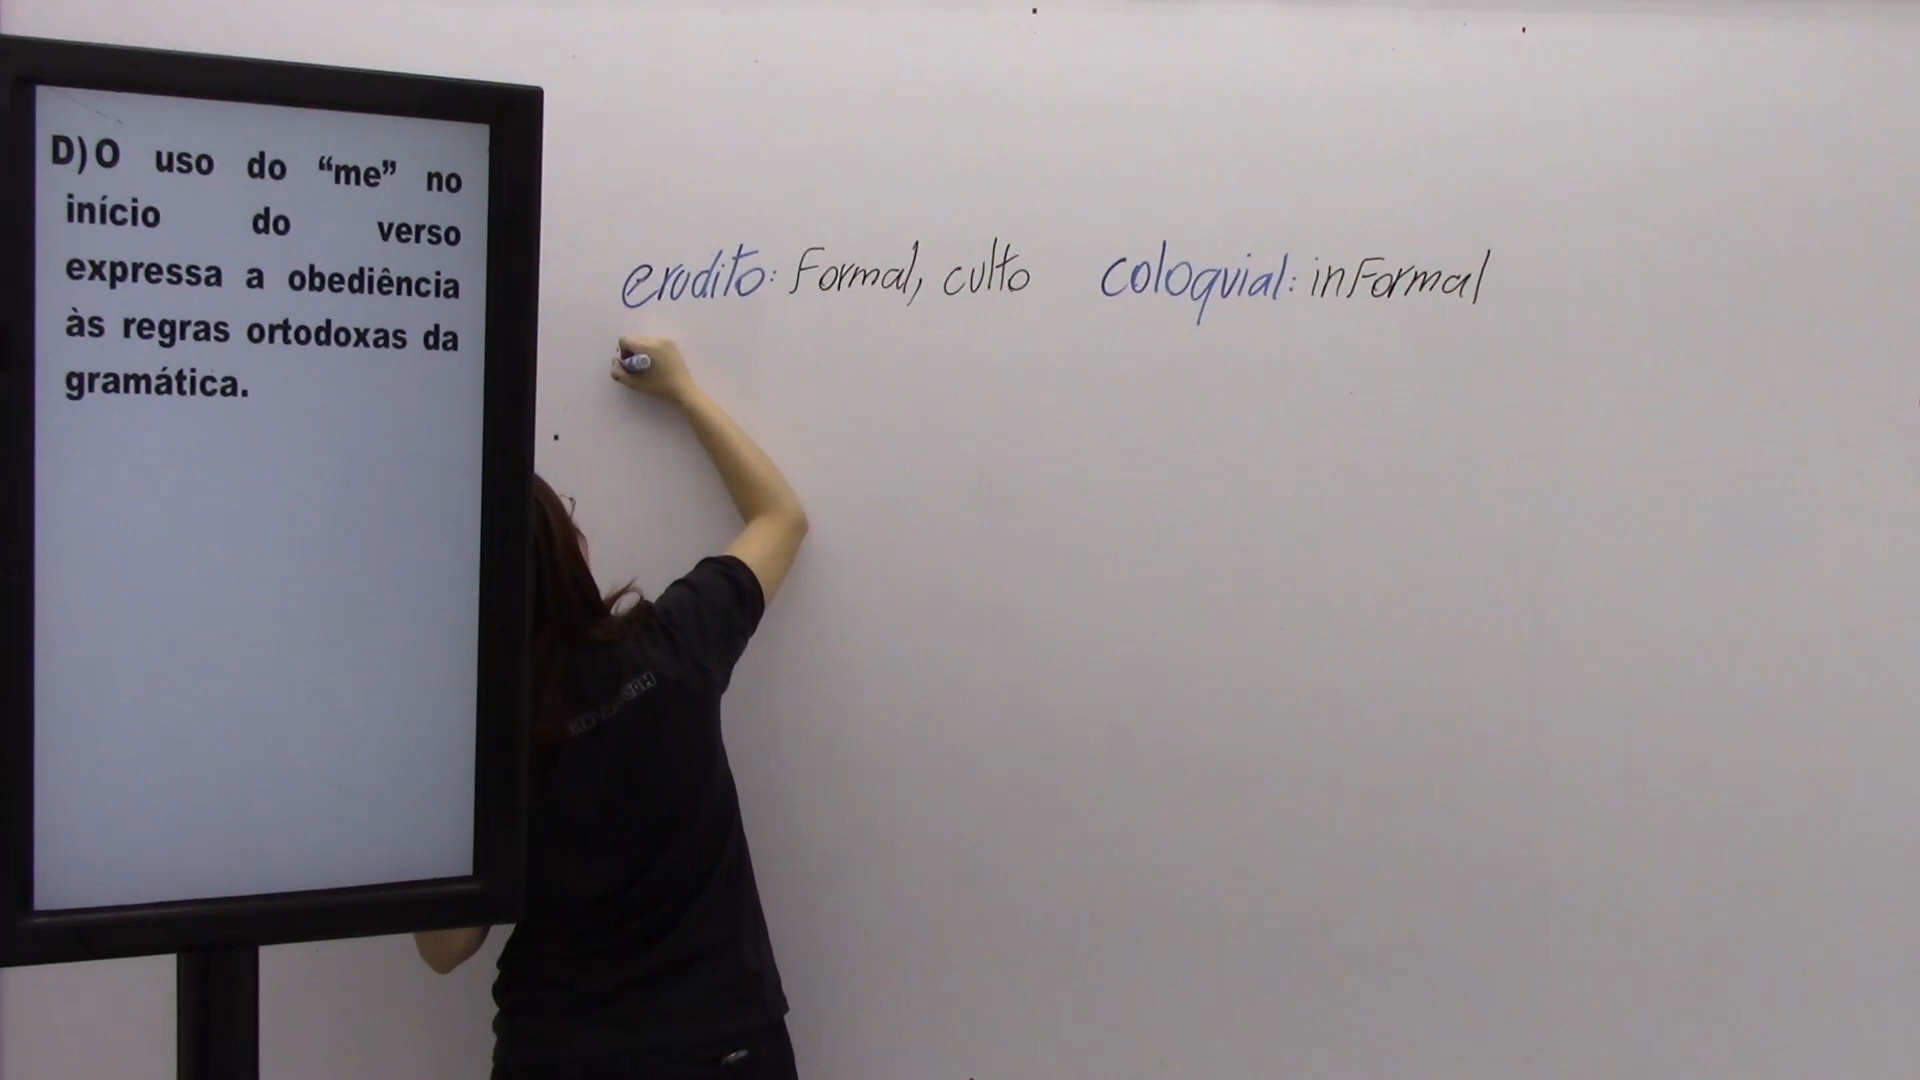 D) O uso do “me” no
início do verso
expressa a obediência
às regras ortodoxas da
gramática.
erudito: Formal, culto
coloquial: inFormal